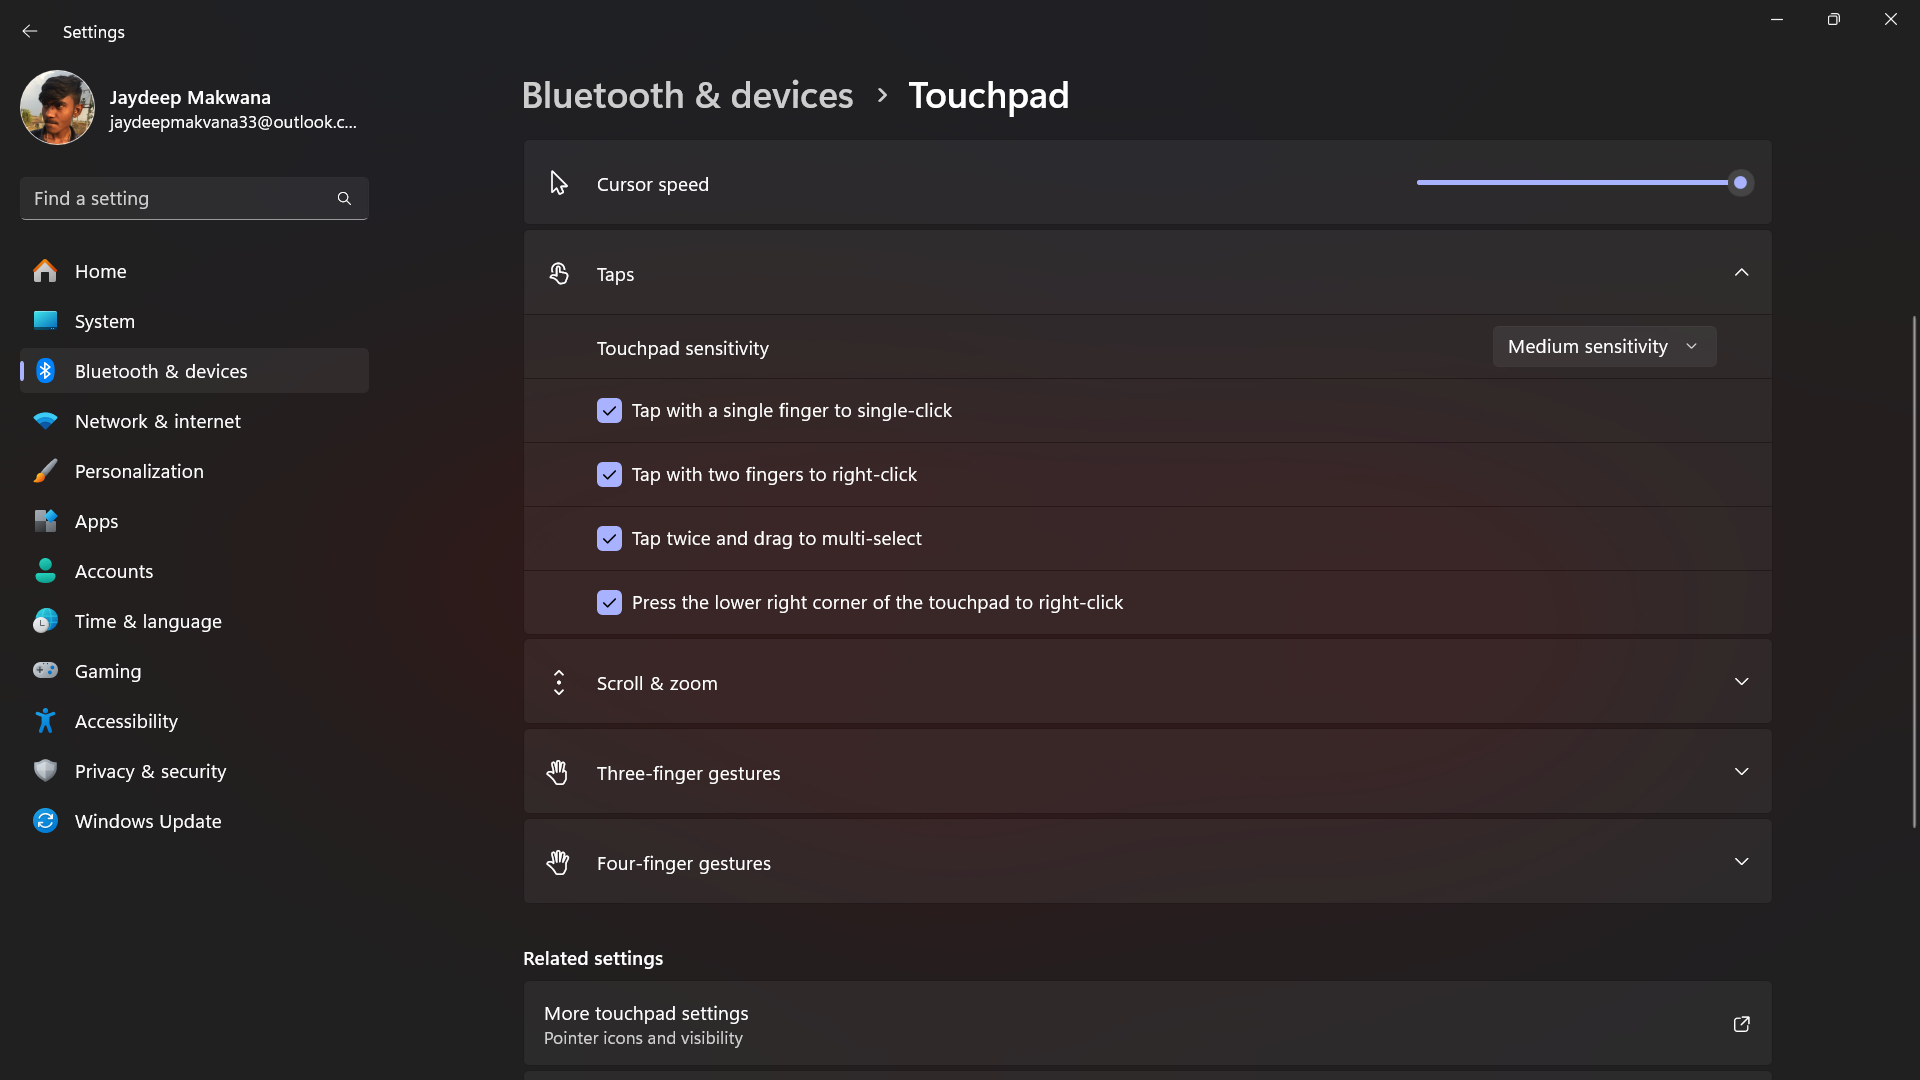 Settings
Jaydeep Makwana
jaydeepmakvana33@outlook.c...
Find a setting
Home
System
Bluetooth & devices
Network & internet
Personalization
Apps
Accounts
Time & language
Gaming
Accessibility
Privacy & security
Windows Update
Bluetooth & devices > Touchpad
Cursor speed
Taps
Touchpad sensitivity
Medium sensitivity
Tap with a single finger to single-click
Tap with two fingers to right-click
Tap twice and drag to multi-select
Press the lower right corner of the touchpad to right-click
Scroll & zoom
Three-finger gestures
Four-finger gestures
Related settings
More touchpad settings
Pointer icons and visibility